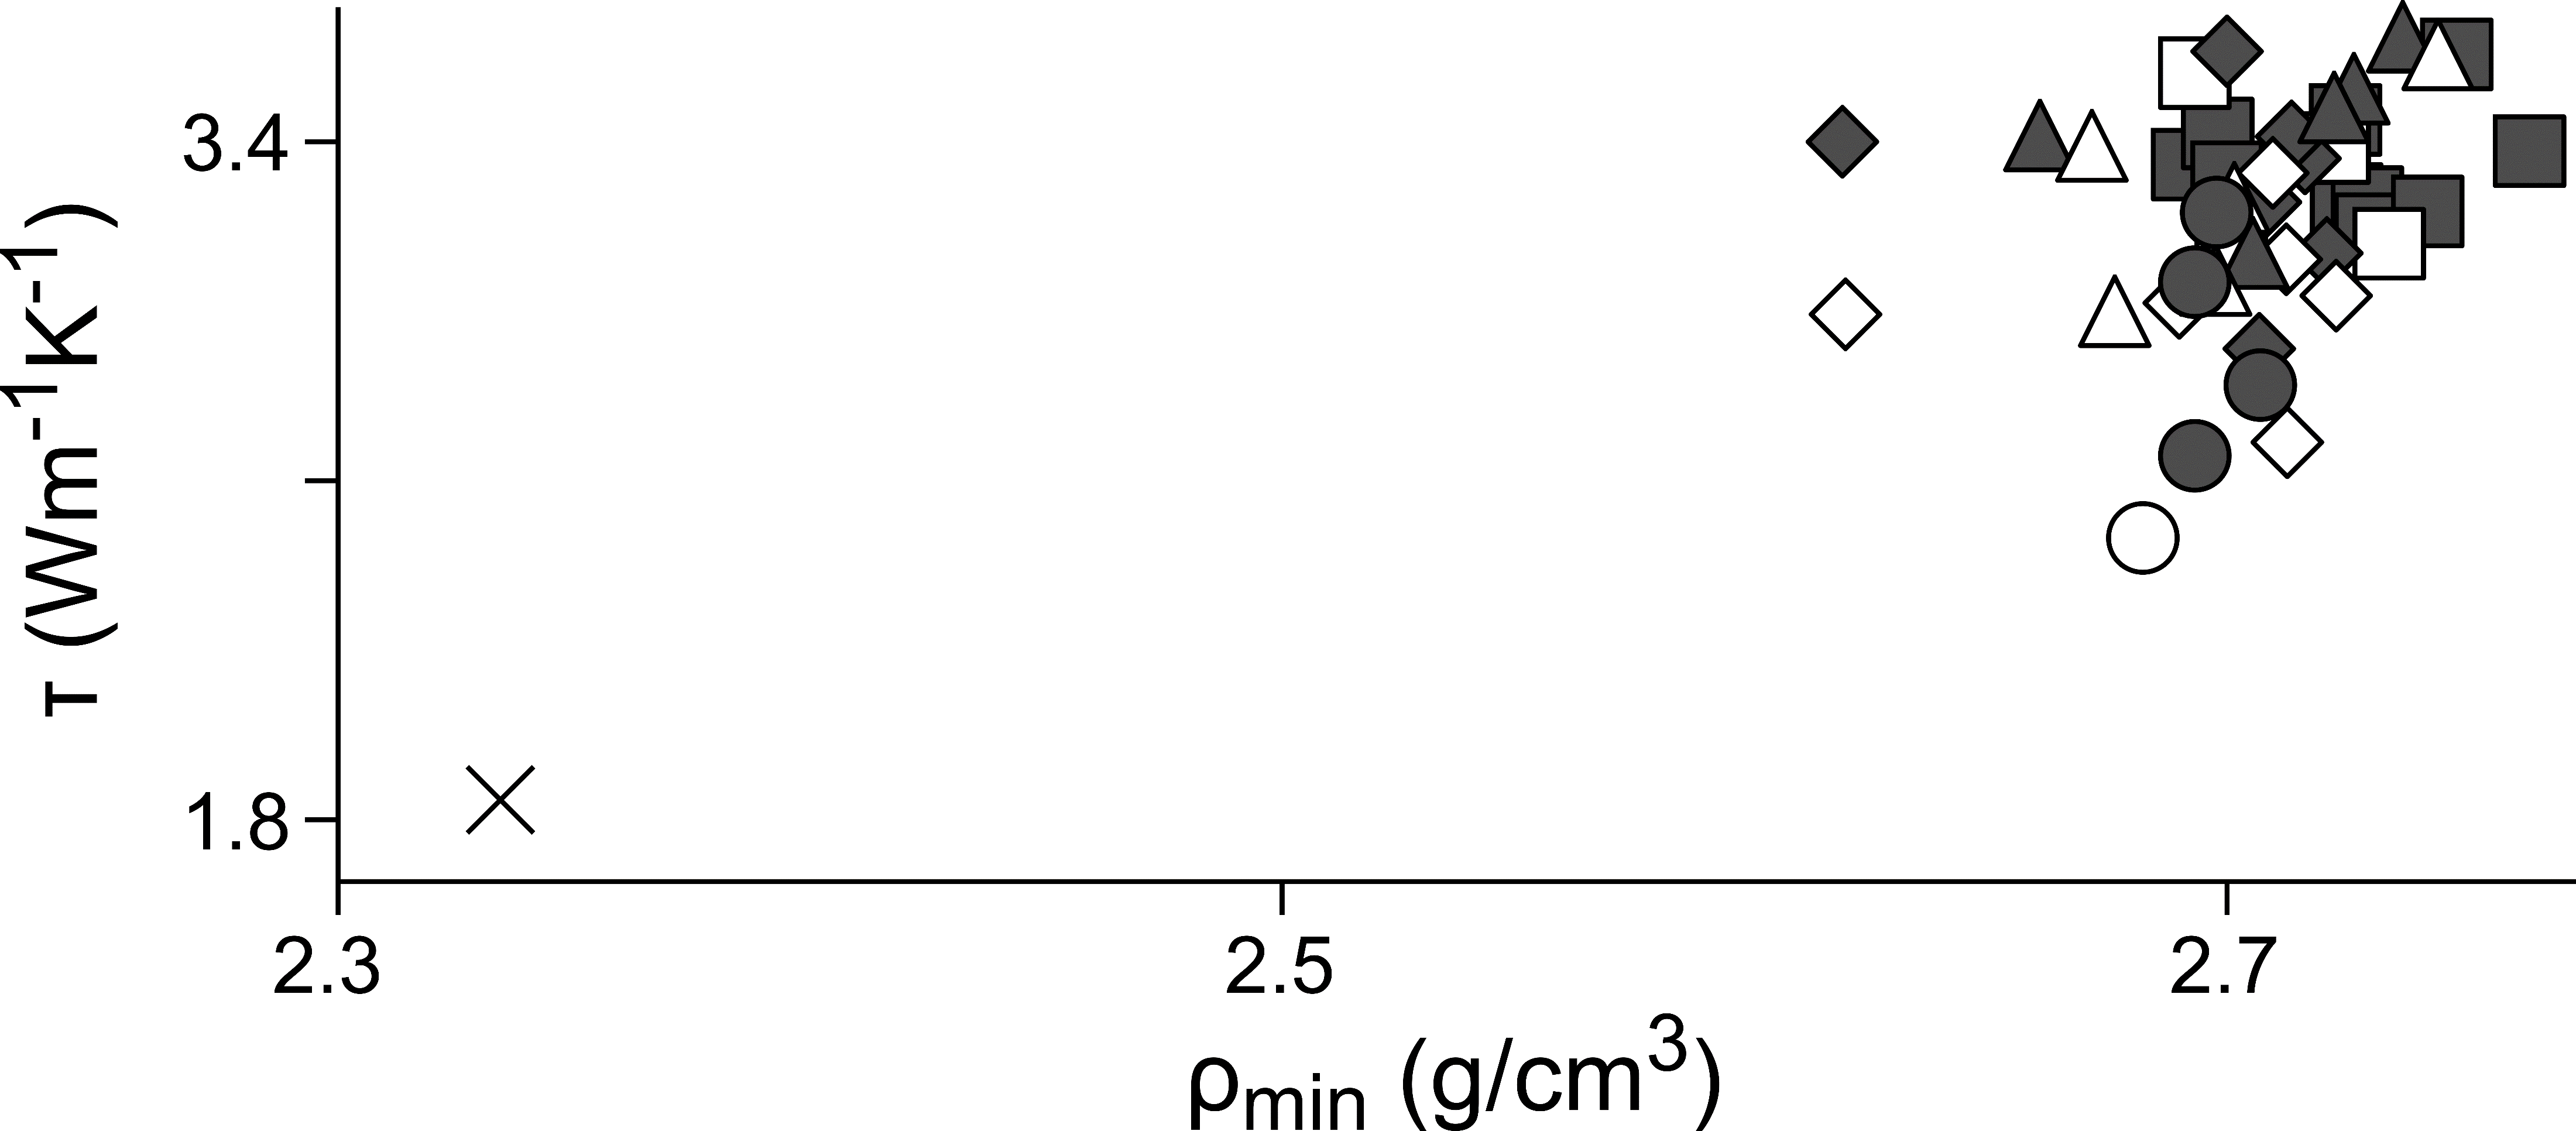 3.4
1.8
τ (Wm⁻¹K⁻¹)
2.3 2.5 2.7
ρmin (g/cm³)